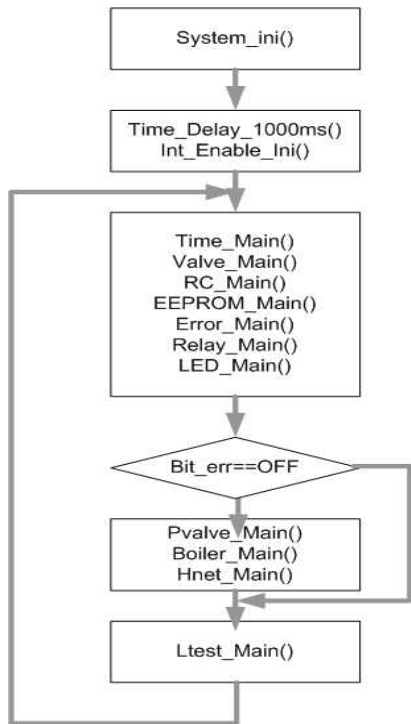 System_ini()
Time_Delay_1000ms()
Int_Enable_Ini()
Time_Main()
Valve_Main()
RC_Main()
EEPROM_Main()
Error_Main()
Relay_Main()
LED_Main()
Bit_err==OFF
Pvalve_Main()
Boiler_Main()
Hnet_Main()
Ltest_Main()